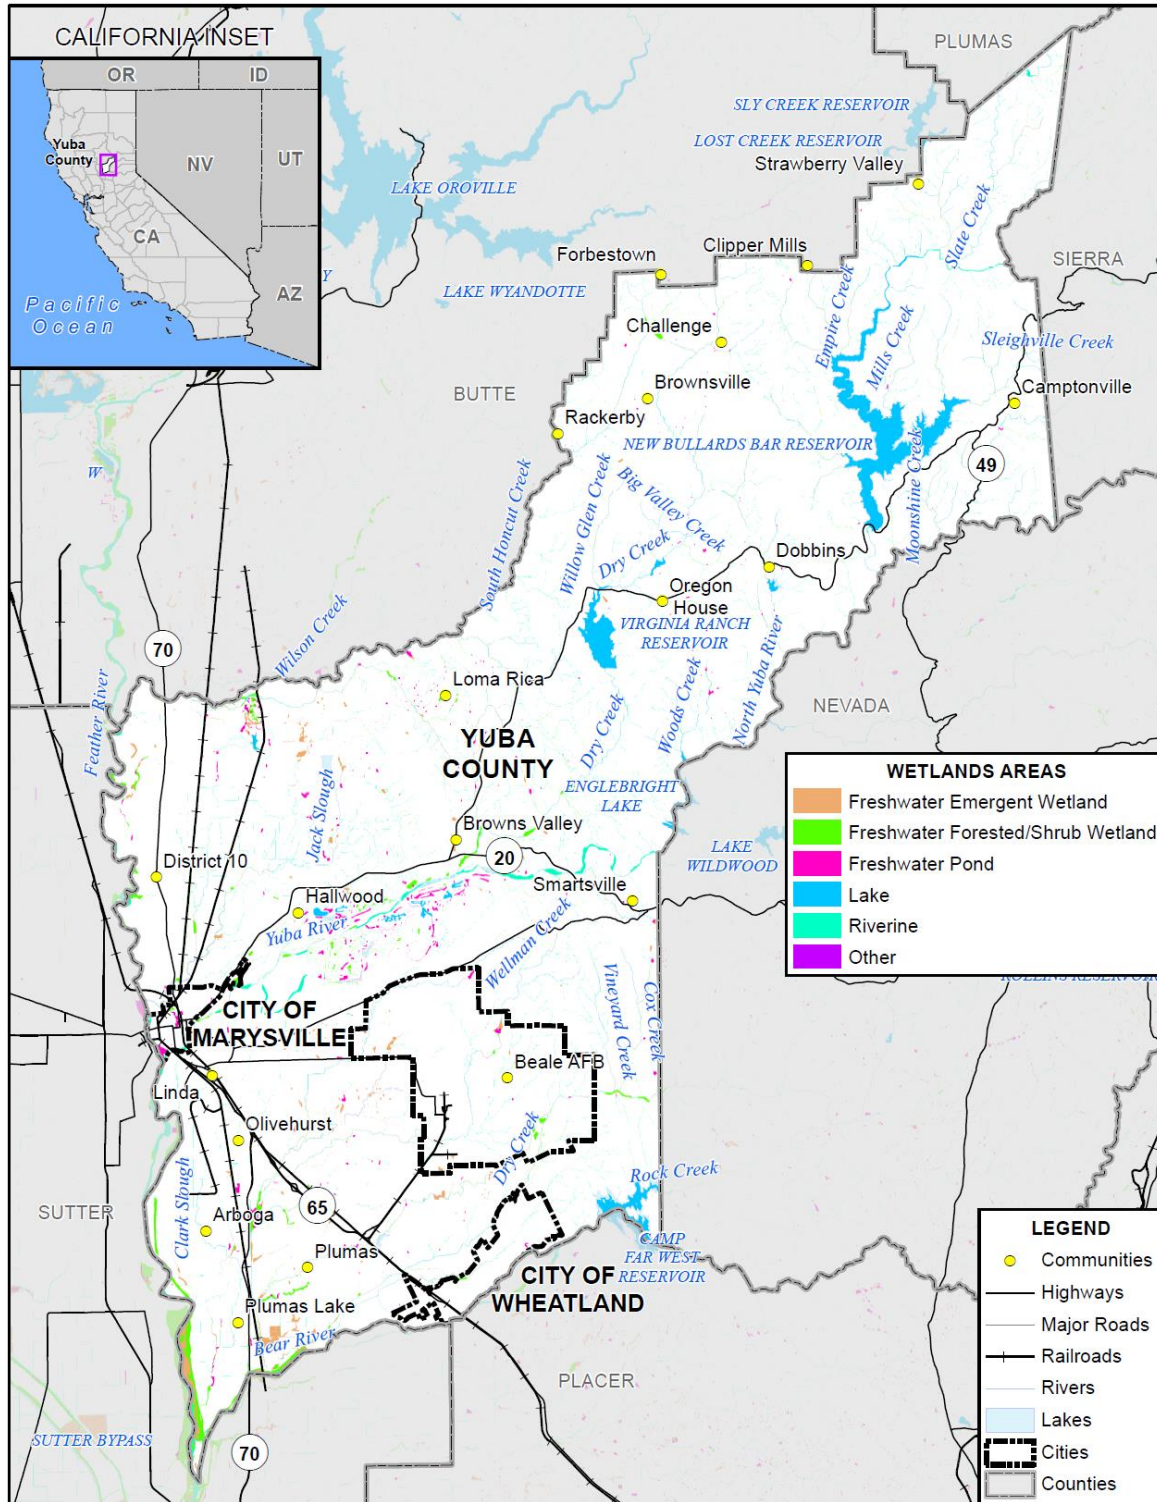 CALIFORNIA INSET
OR
ID
Yuba
County
NV
UT
CA
AZ
Pacific
Ocean
PLUMAS
SLY CREEK RESERVOIR
LOST CREEK RESERVOIR
Strawberry Valley
LAKE OROVILLE
Slate Creek
Forbestown
Clipper Mills
SIERRA
Y
LAKE WYANDOTTE
Empire Creek
Challenge
Mills Creek
Sleighville Creek
Brownsville
Camptonville
BUTTE
Rackerby
NEW BULLARDS BAR RESERVOIR
W
49
Big Valley Creek
Moonshine Creek
South Honcut Creek
Willow Glen Creek
Dry Creek
Dobbins
Oregon
House
VIRGINIA RANCH
RESERVOIR
Wilson Creek
70
Feather River
Loma Rica
Woods Creek
North Yuba River
NEVADA
Dry Creek
YUBA
COUNTY
ENGLEBRIGHT
LAKE
Jack Slough
Browns Valley
LAKE
WILDWOOD
20
District 10
Smartsville
Hallwood
Yuba River
Wellman Creek
WETLANDS AREAS
Freshwater Emergent Wetland
Freshwater Forested/Shrub Wetland
Freshwater Pond
Lake
Riverine
Other
ROLLINS RESERVOIR
Vineyard Creek
Cox Creek
CITY OF
MARYSVILLE
Beale AFB
Linda
Olivehurst
Dry Creek
Rock Creek
SUTTER
Clark Slough
Arboga
65
CAMP
FAR WEST
RESERVOIR
Plumas
CITY OF
WHEATLAND
Plumas Lake
Bear River
PLACER
SUTTER BYPASS
70
LEGEND
Communities
Highways
Major Roads
Railroads
Rivers
Lakes
Cities
Counties